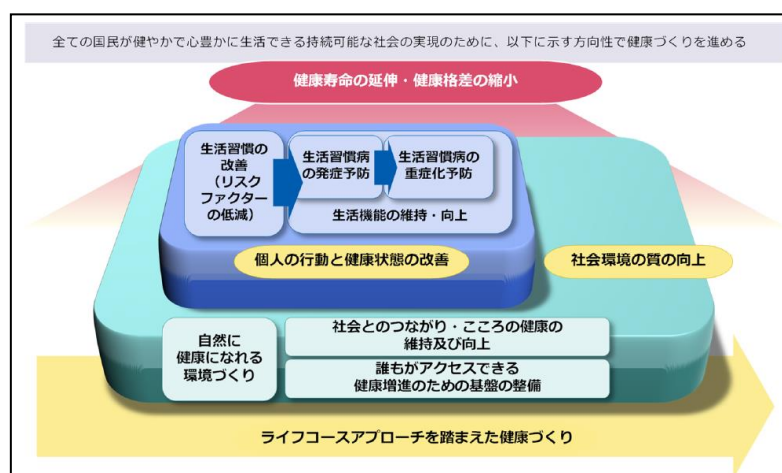 全ての国民が健やかで心豊かに生活できる持続可能な社会の実現のために、以下に示す方向性で健康づくりを進める
健康寿命の延伸・健康格差の縮小
生活習慣の
改善
（リスク
ファクター
の低減）
生活習慣病
の発症予防
生活習慣病の
重症化予防
生活機能の維持・向上
個人の行動と健康状態の改善
社会環境の質の向上
自然に
健康になれる
環境づくり
社会とのつながり・こころの健康の
維持及び向上
誰もがアクセスできる
健康増進のための基盤の整備
ライフコースアプローチを踏まえた健康づくり